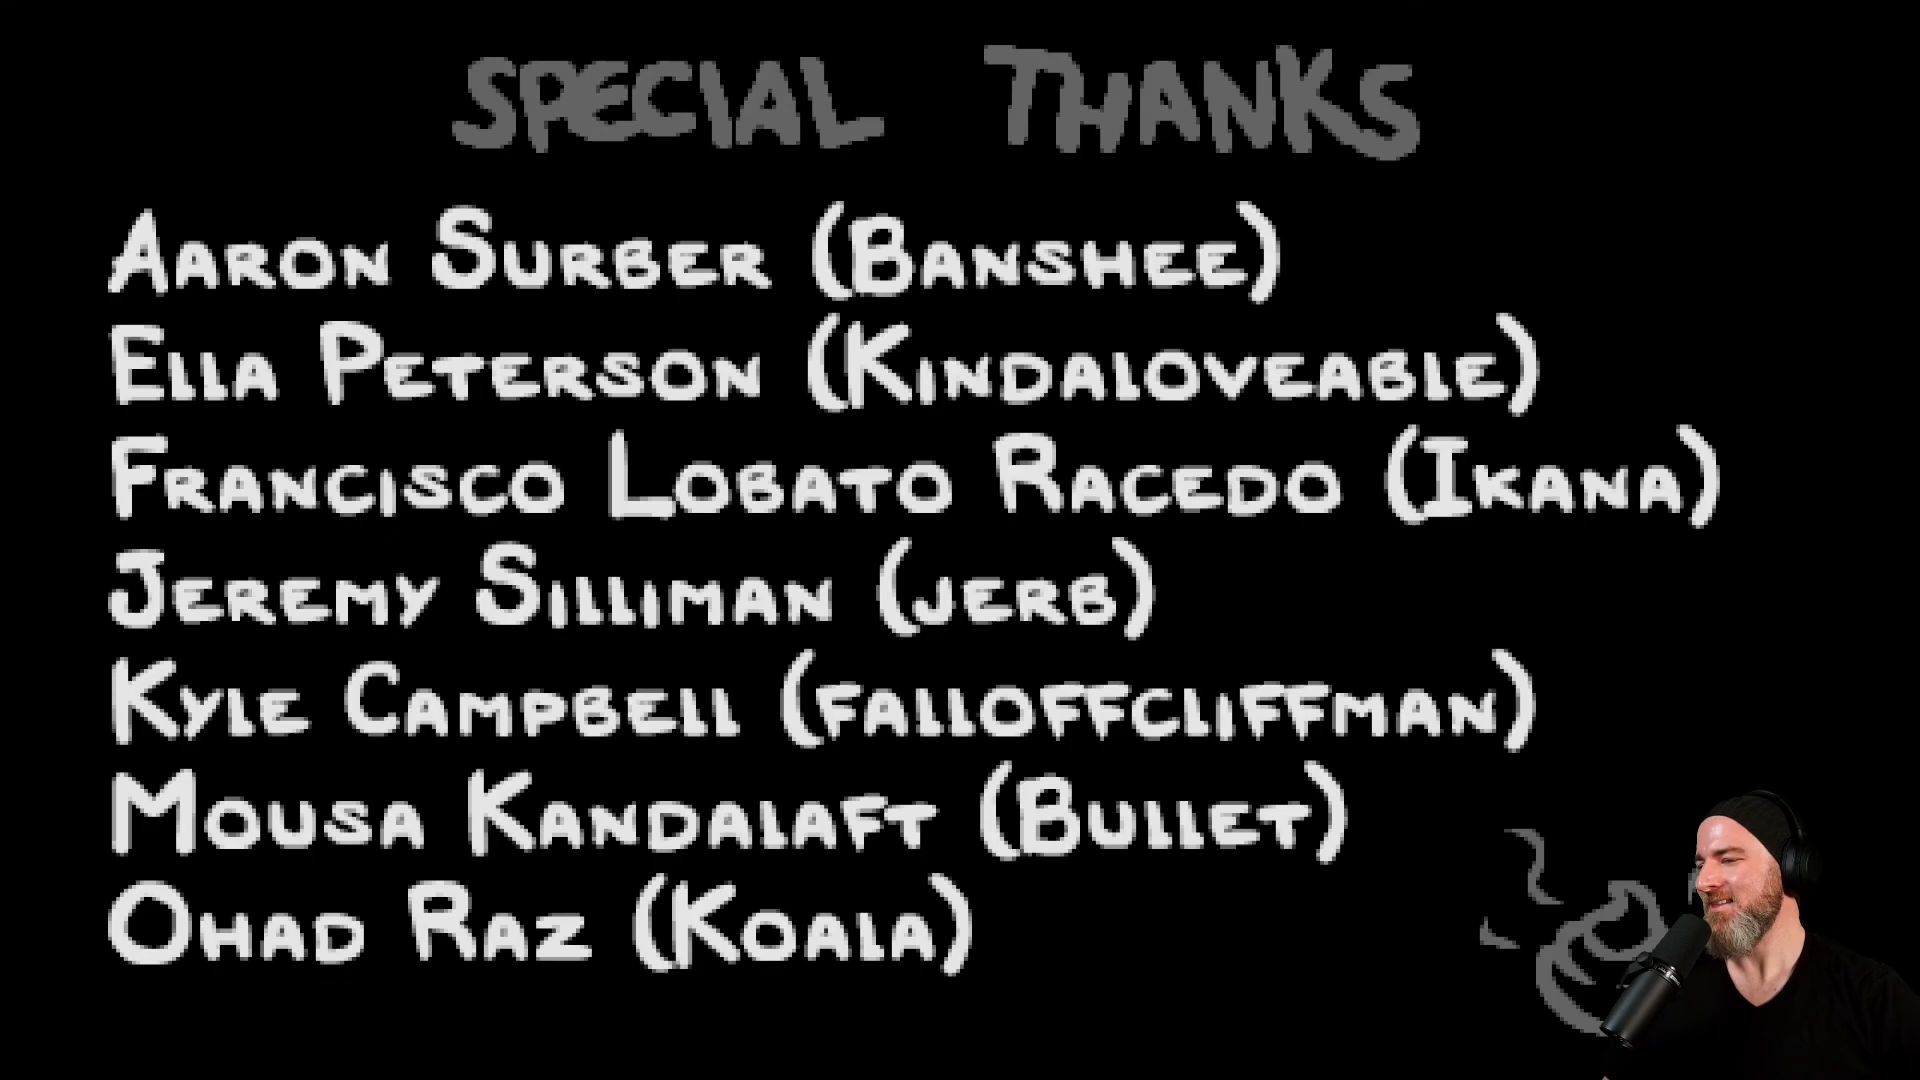 SPECIAL THANKS
Aaron Surber (Banshee)
Ella Peterson (Kindaloveable)
Francisco Lobato Racedo (Ikana)
Jeremy Silliman (jerb)
Kyle Campbell (falloffcliffman)
Mousa Kandalaft (Bullet)
Ohad Raz (Koala)